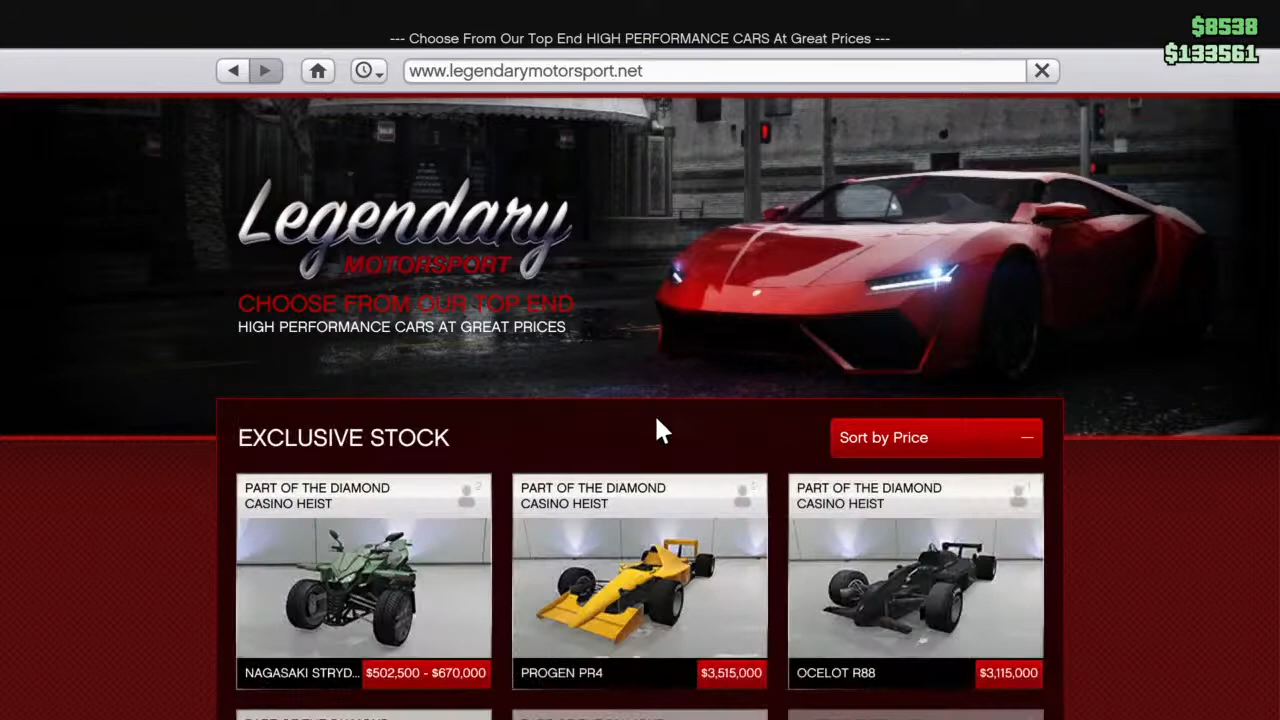 $8538
--- Choose From Our Top End HIGH PERFORMANCE CARS At Great Prices ---
$133561
www.legendarymotorsport.net
Legendary
MOTORSPORT
CHOOSE FROM OUR TOP END
HIGH PERFORMANCE CARS AT GREAT PRICES
EXCLUSIVE STOCK
Sort by Price
PART OF THE DIAMOND
CASINO HEIST
2
PART OF THE DIAMOND
CASINO HEIST
PART OF THE DIAMOND
CASINO HEIST
NAGASAKI STRYD... $502,500 - $670,000
PROGEN PR4 $3,515,000
OCELOT R88 $3,115,000